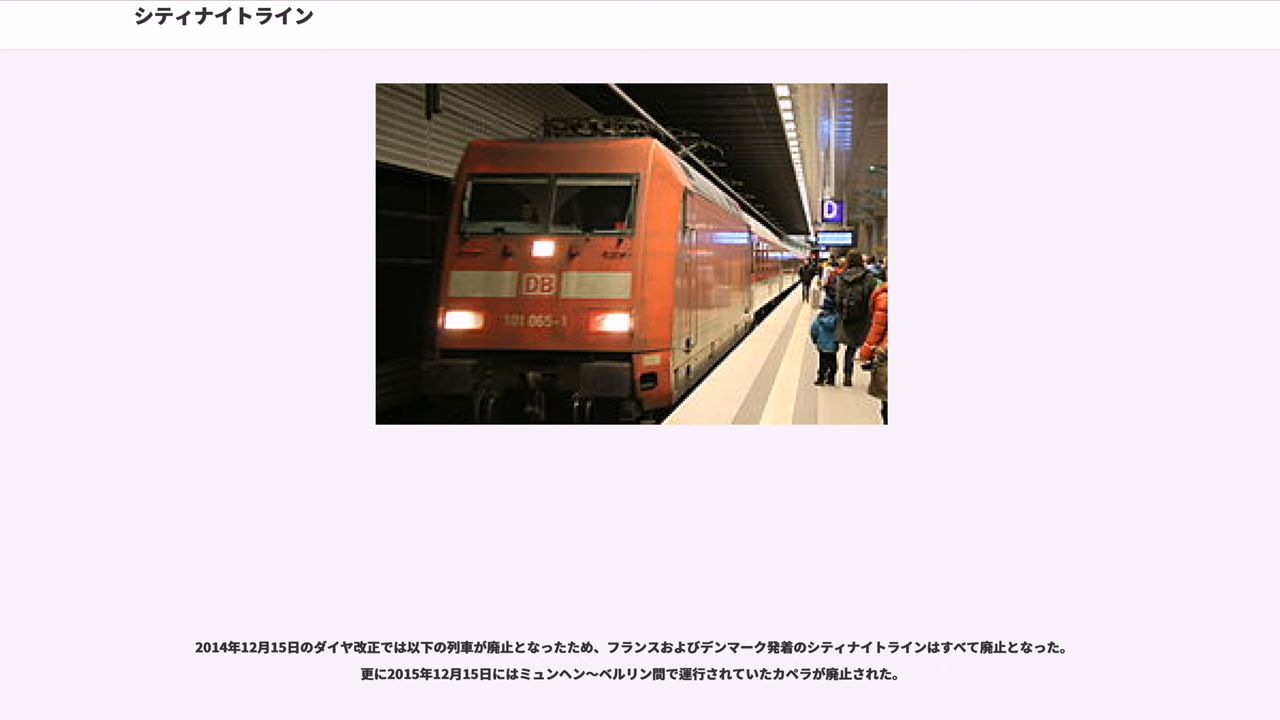 シティナイトライン
D
DB
101 065-1
2014年12月15日のダイヤ改正では以下の列車が廃止となったため、フランスおよびデンマーク発着のシティナイトラインはすべて廃止となった。
更に2015年12月15日にはミュンヘン〜ベルリン間で運行されていたカペラが廃止された。